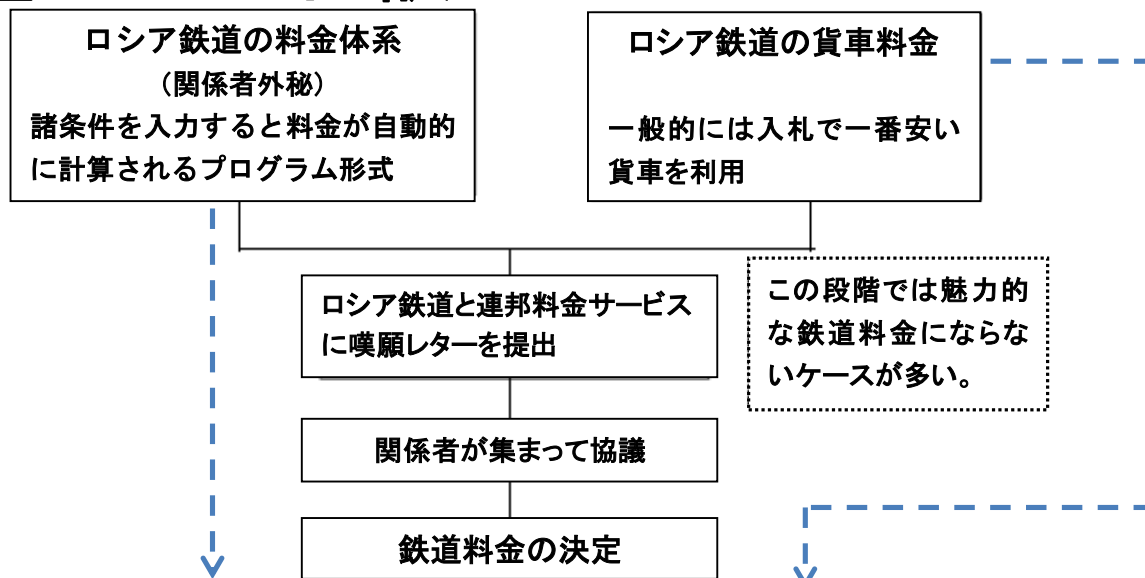 ロシア鉄道の料金体系
(関係者外秘)
諸条件を入力すると料金が自動的
に計算されるプログラム形式
ロシア鉄道の貨車料金
一般的には入札で一番安い
貨車を利用
ロシア鉄道と連邦料金サービス
に嘆願レターを提出
この段階では魅力的
な鉄道料金にならな
いケースが多い。
関係者が集まって協議
鉄道料金の決定